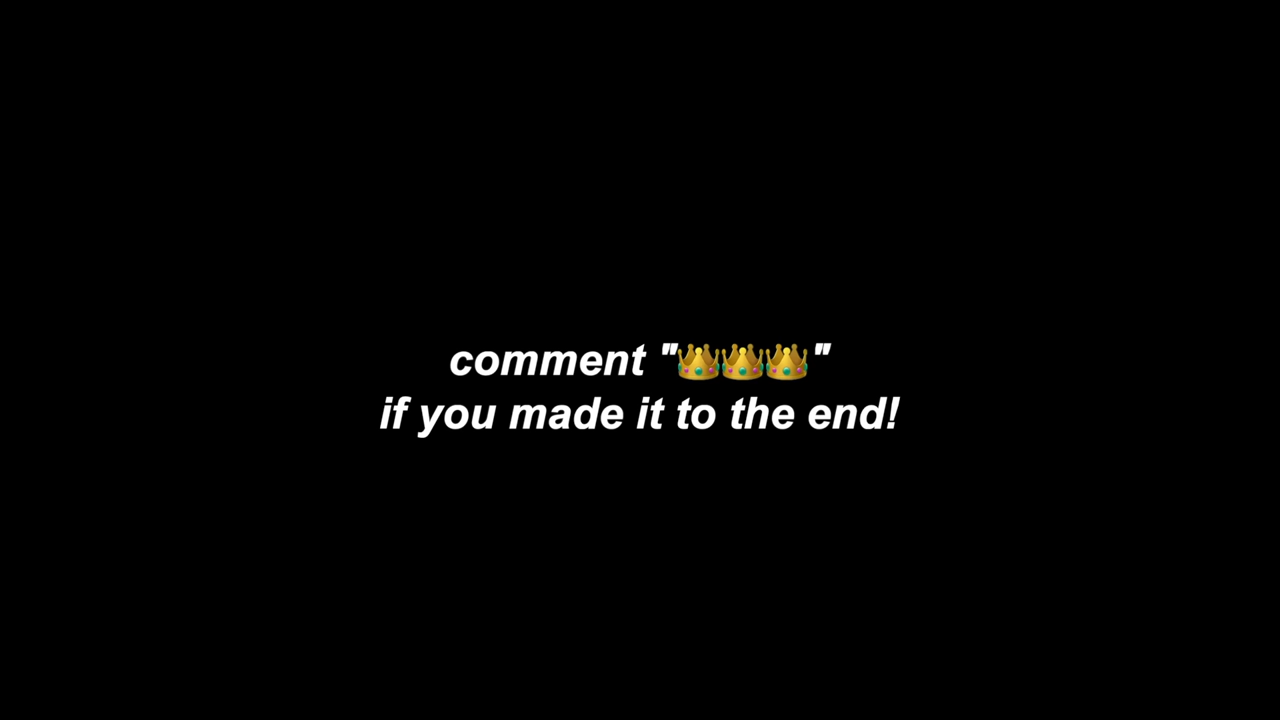 comment "👑👑👑"
if you made it to the end!